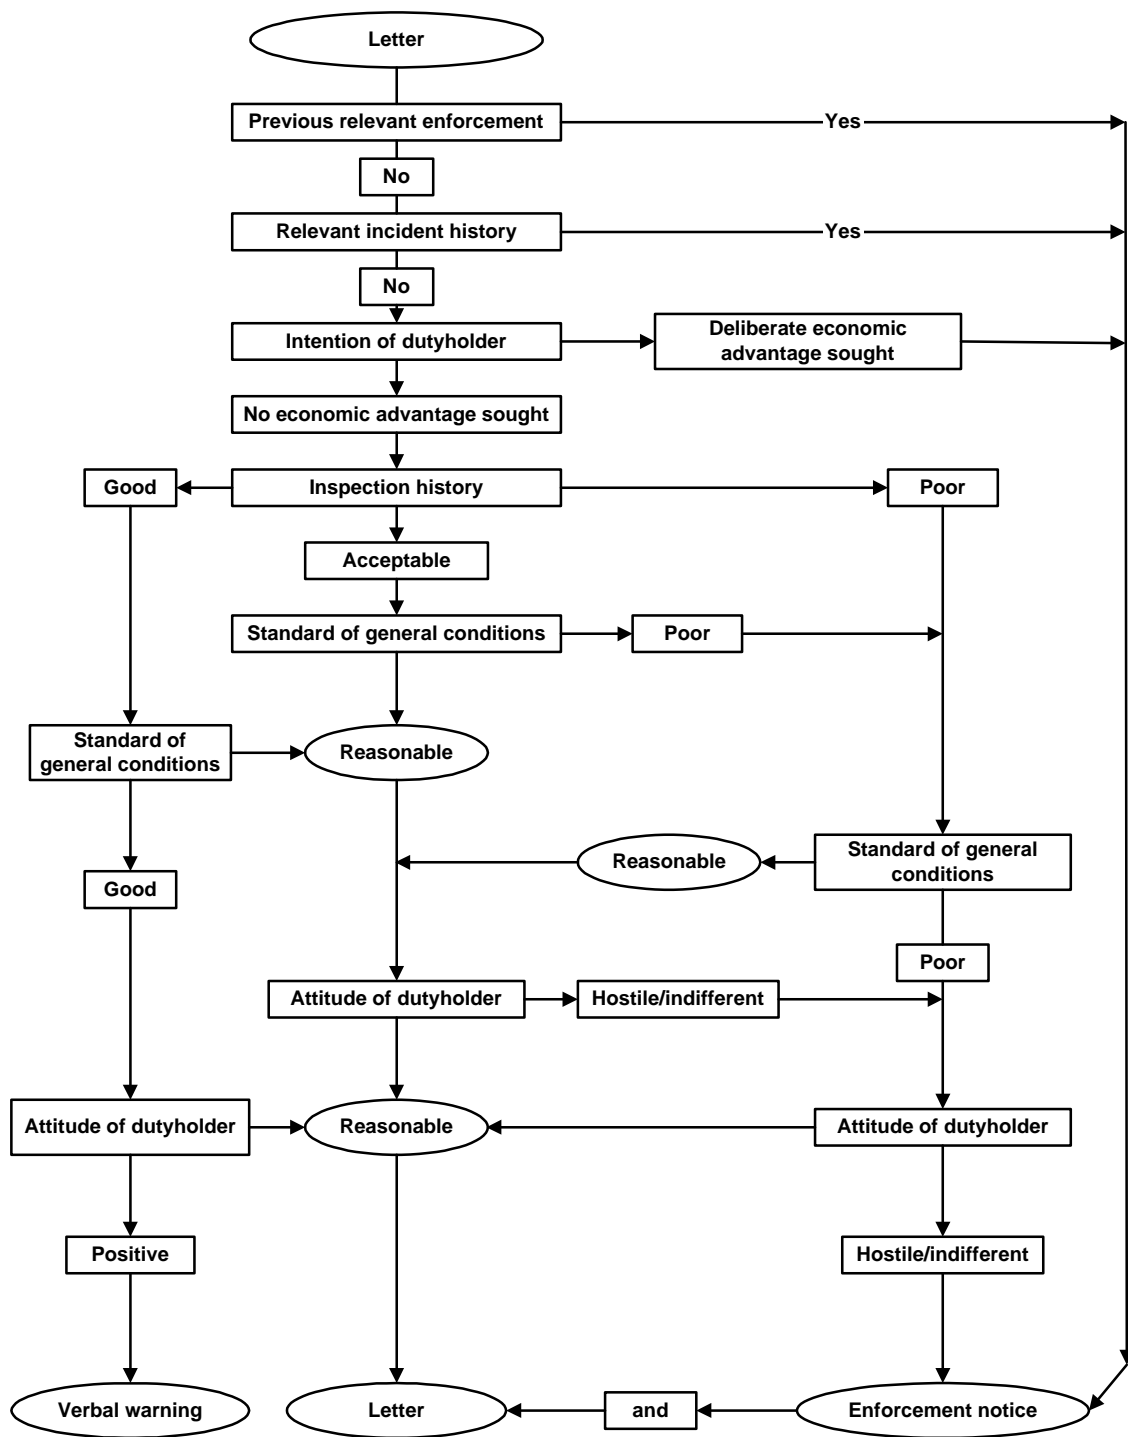 Letter
Previous relevant enforcement
Yes
No
Relevant incident history
Yes
No
Intention of dutyholder
Deliberate economic
advantage sought
No economic advantage sought
Good
Inspection history
Poor
Acceptable
Standard of general conditions
Poor
Standard of
general conditions
Reasonable
Reasonable
Standard of general
conditions
Good
Poor
Attitude of dutyholder
Hostile/indifferent
Attitude of dutyholder
Reasonable
Attitude of dutyholder
Positive
Hostile/indifferent
Verbal warning
Letter
and
Enforcement notice